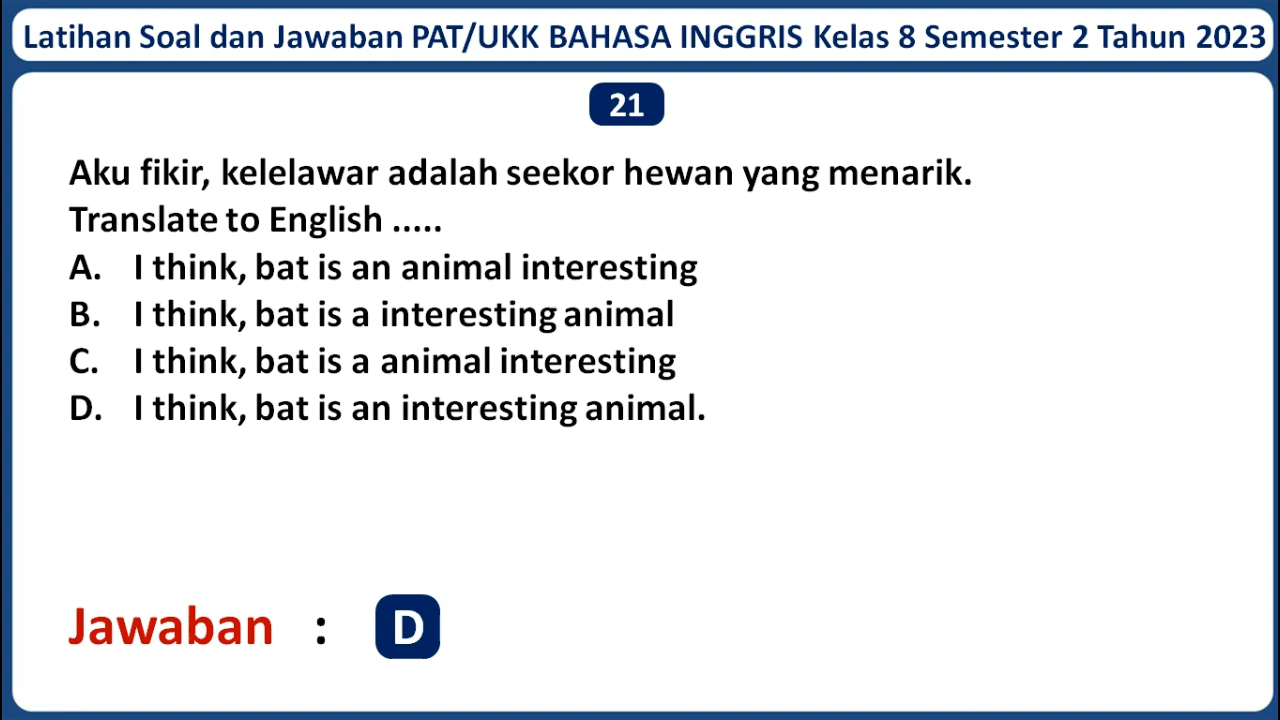 Latihan Soal dan Jawaban PAT/UKK BAHASA INGGRIS Kelas 8 Semester 2 Tahun 2023
21
Aku fikir, kelelawar adalah seekor hewan yang menarik.
Translate to English .....
A. I think, bat is an animal interesting
B. I think, bat is a interesting animal
C. I think, bat is a animal interesting
D. I think, bat is an interesting animal.
Jawaban : D